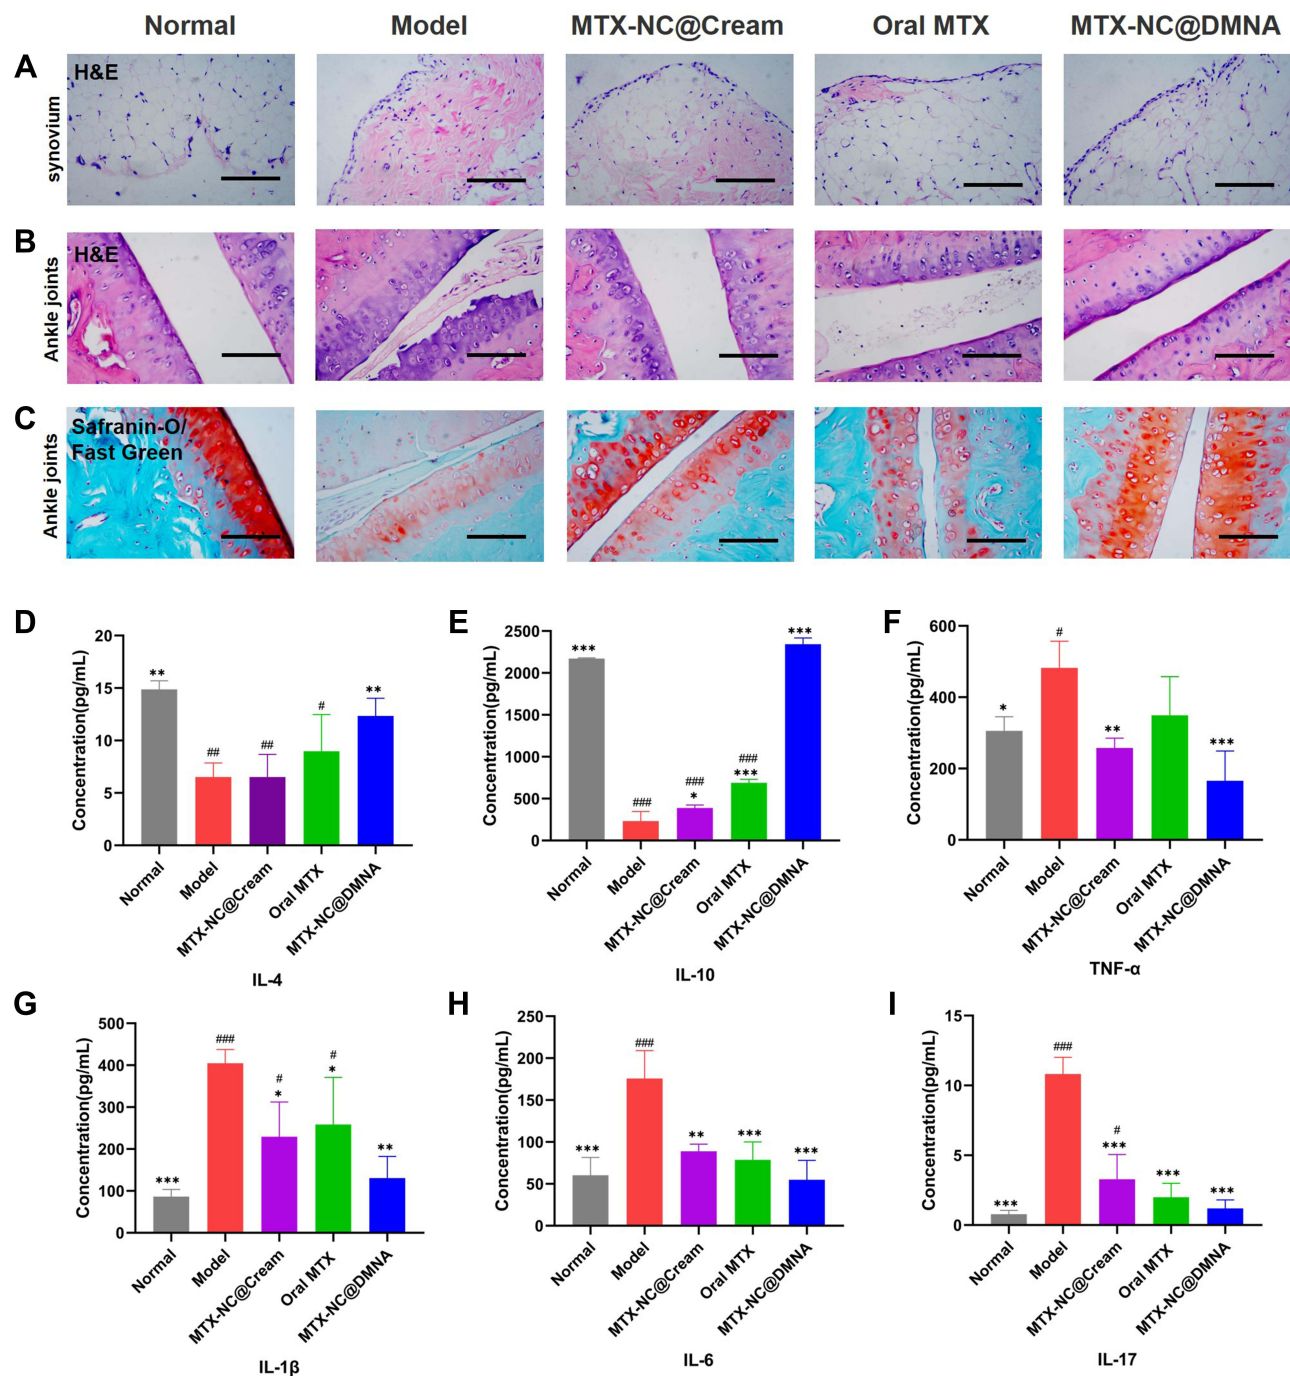 Normal Model MTX-NC@Cream Oral MTX MTX-NC@DMNA
A
H&E
synovium
B
H&E
Ankle joints
C
Safranin-O/
Fast Green
Ankle joints
D
Concentration(pg/mL)
20
15
10
5
0
** ## ## # **
Normal Model MTX-NC@Cream Oral MTX MTX-NC@DMNA
IL-4
E
Concentration(pg/mL)
2500
2000
1500
1000
500
0
*** ### ### * ### *** ***
Normal Model MTX-NC@Cream Oral MTX MTX-NC@DMNA
IL-10
F
Concentration(pg/mL)
600
400
200
0
* # ** ***
Normal Model MTX-NC@Cream Oral MTX MTX-NC@DMNA
TNF-α
G
Concentration(pg/mL)
500
400
300
200
100
0
*** ### # * # * **
Normal Model MTX-NC@Cream Oral MTX MTX-NC@DMNA
IL-1β
H
Concentration(pg/mL)
250
200
150
100
50
0
*** ### ** *** ***
Normal Model MTX-NC@Cream Oral MTX MTX-NC@DMNA
IL-6
I
Concentration(pg/mL)
15
10
5
0
*** ### # *** *** ***
Normal Model MTX-NC@Cream Oral MTX MTX-NC@DMNA
IL-17